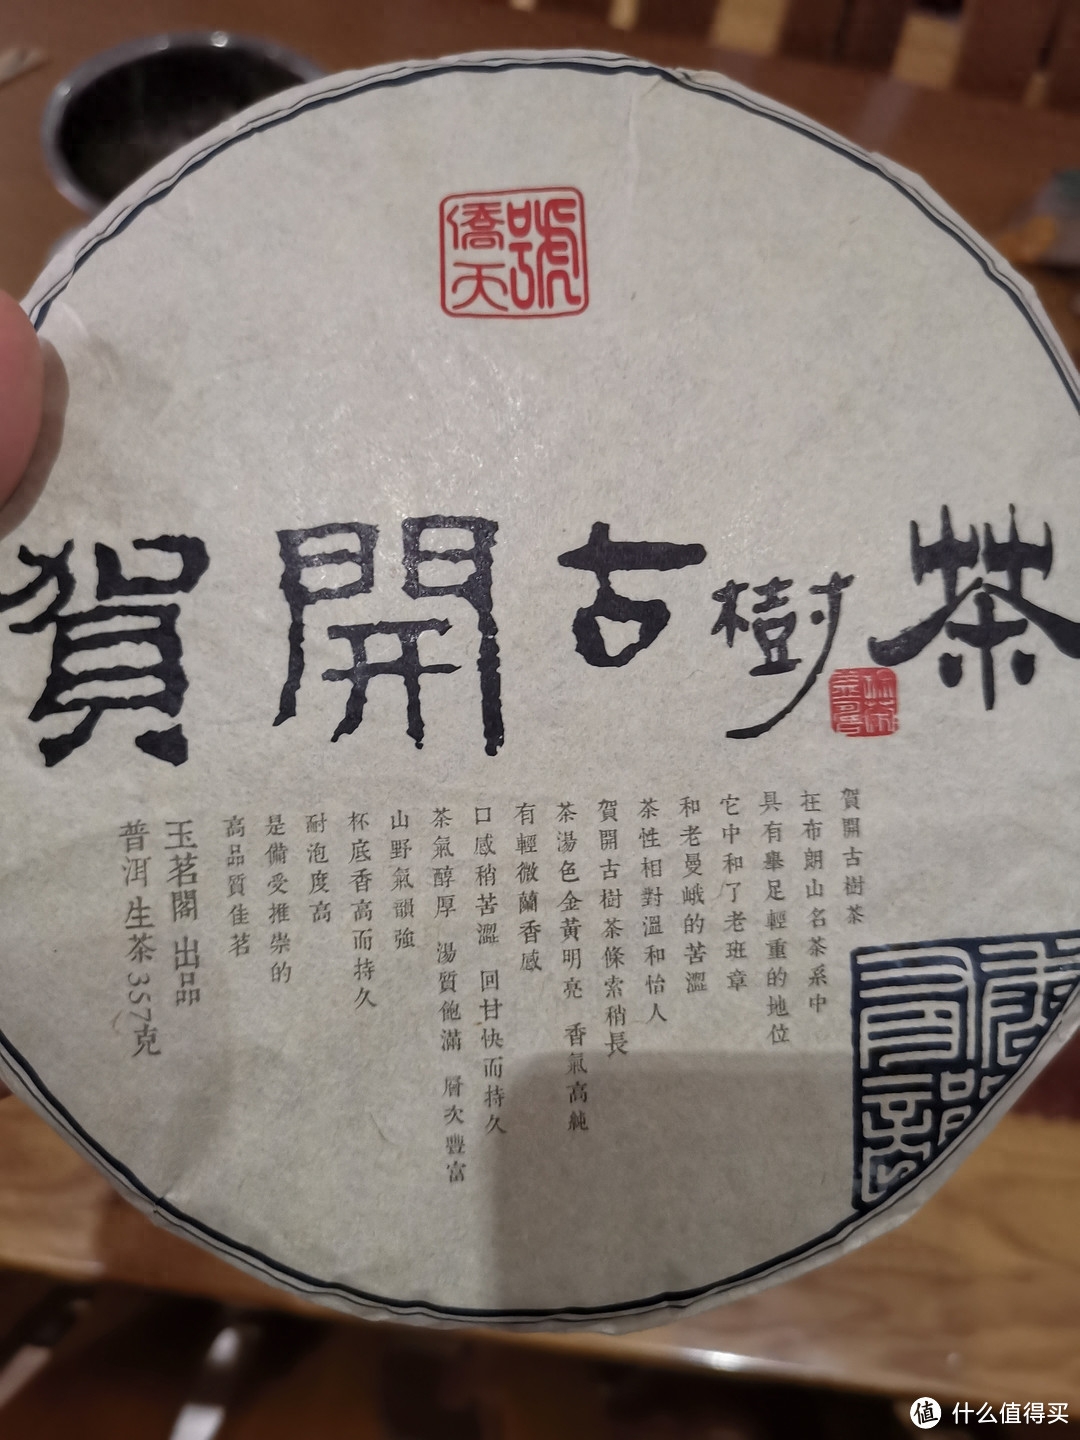 僑天號
賀開古樹茶
賀開古樹茶
在布朗山名茶系中
具有舉足輕重的地位
它中和了老班章
和老曼峨的苦澀
茶性相對溫和怡人
賀開古樹茶條索稍長
茶湯色金黃明亮 香氣高純
有輕微蘭香感
口感稍苦澀 回甘快而持久
茶氣醇厚 湯質飽滿 層次豐富
山野氣韻強
杯底香高而持久
耐泡度高
是備受推崇的
高品質佳茗
玉茗閣 出品
普洱生茶357克
值 什么值得买